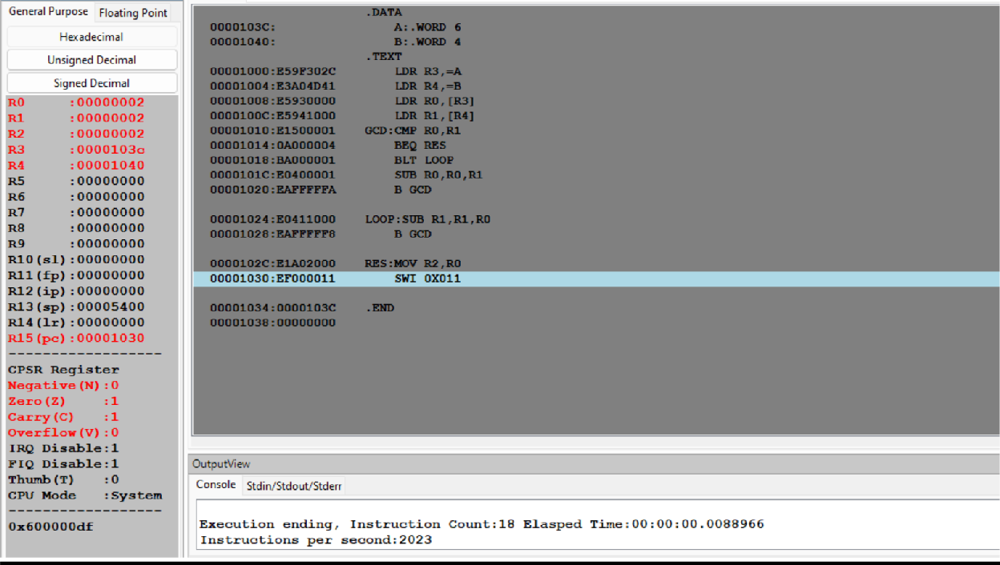 General Purpose Floating Point
Hexadecimal
Unsigned Decimal
Signed Decimal
R0 :00000002
R1 :00000002
R2 :00000002
R3 :0000103c
R4 :00001040
R5 :00000000
R6 :00000000
R7 :00000000
R8 :00000000
R9 :00000000
R10(sl):00000000
R11(fp):00000000
R12(ip):00000000
R13(sp):00005400
R14(lr):00000000
R15(pc):00001030
-------------------
CPSR Register
Negative(N):0
Zero(Z) :1
Carry(C) :1
Overflow(V):0
IRQ Disable:1
FIQ Disable:1
Thumb(T) :0
CPU Mode :System
-------------------
0x600000df
.DATA
0000103C: A:.WORD 6
00001040: B:.WORD 4
.TEXT
00001000:E59F302C LDR R3,=A
00001004:E3A04D41 LDR R4,=B
00001008:E5930000 LDR R0,[R3]
0000100C:E5941000 LDR R1,[R4]
00001010:E1500001 GCD:CMP R0,R1
00001014:0A000004 BEQ RES
00001018:BA000001 BLT LOOP
0000101C:E0400001 SUB R0,R0,R1
00001020:EAFFFFFA B GCD
00001024:E0411000 LOOP:SUB R1,R1,R0
00001028:EAFFFFF8 B GCD
0000102C:E1A02000 RES:MOV R2,R0
00001030:EF000011 SWI 0X011
00001034:0000103C .END
00001038:00000000
OutputView
Console Stdin/Stdout/Stderr
Execution ending, Instruction Count:18 Elasped Time:00:00:00.0088966
Instructions per second:2023